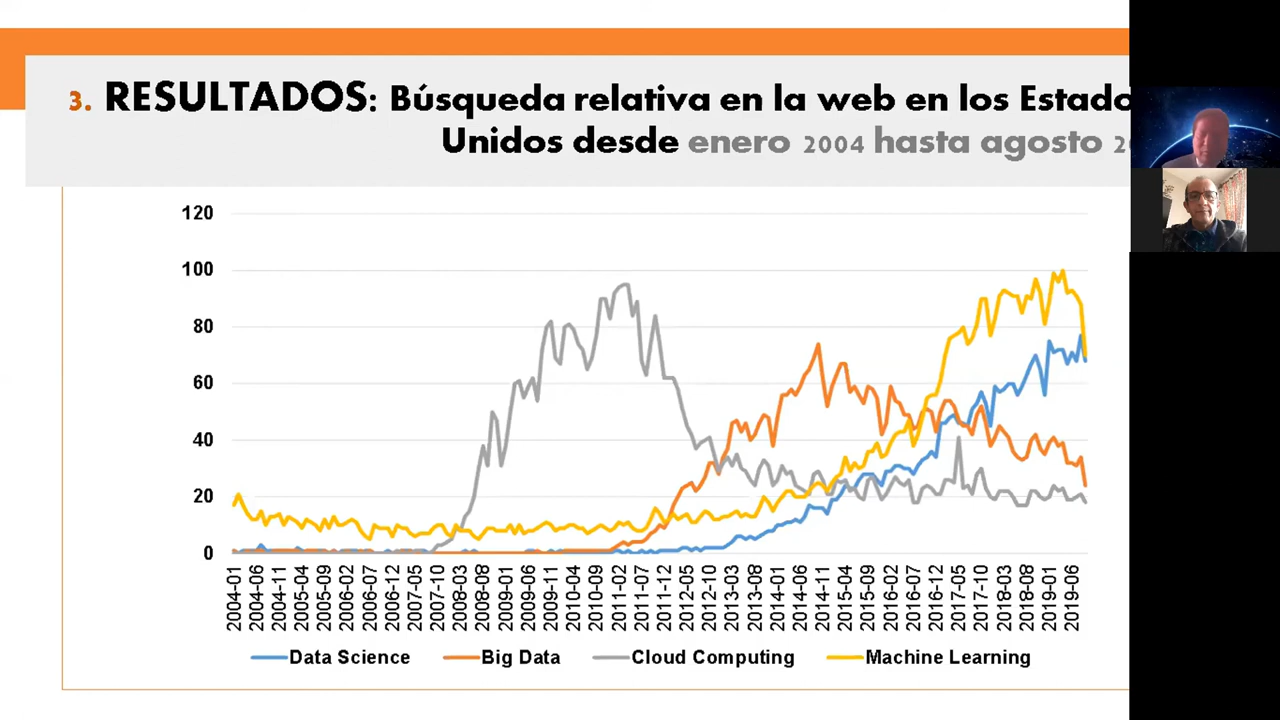 3. RESULTADOS: Búsqueda relativa en la web en los Estado
Unidos desde enero 2004 hasta agosto 2
120
100
80
60
40
20
0
2004-01 2004-06 2004-11 2005-04 2005-09 2006-02 2006-07 2006-12 2007-05 2007-10 2008-03 2008-08 2009-01 2009-06 2009-11 2010-04 2010-09 2011-02 2011-07 2011-12 2012-05 2012-10 2013-03 2013-08 2014-01 2014-06 2014-11 2015-04 2015-09 2016-02 2016-07 2016-12 2017-05 2017-10 2018-03 2018-08 2019-01 2019-06
Data Science Big Data Cloud Computing Machine Learning